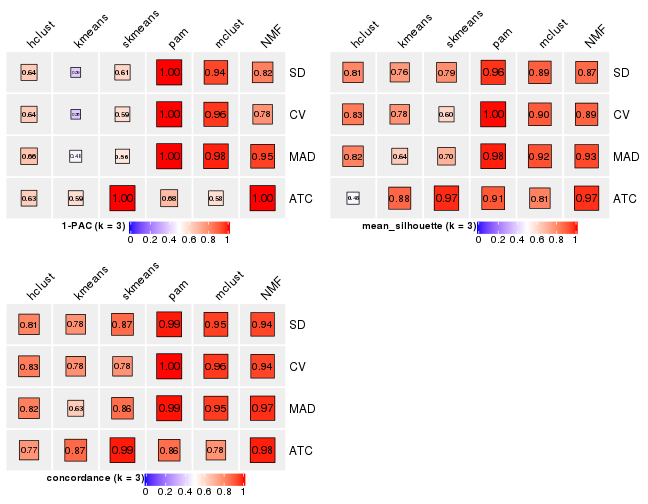 hclust kmeans skmeans pam mclust NMF
0.64 0.61 1.00 0.94 0.82 SD
0.64 0.59 1.00 0.96 0.78 CV
0.66 0.41 0.56 1.00 0.98 0.95 MAD
0.63 0.59 1.00 0.68 0.58 1.00 ATC
1-PAC (k = 3)
0 0.2 0.4 0.6 0.8 1
hclust kmeans skmeans pam mclust NMF
0.81 0.76 0.79 0.96 0.89 0.87 SD
0.83 0.78 0.60 1.00 0.90 0.89 CV
0.82 0.64 0.70 0.98 0.92 0.93 MAD
0.88 0.97 0.91 0.81 0.97 ATC
mean_silhouette (k = 3)
0 0.2 0.4 0.6 0.8 1
hclust kmeans skmeans pam mclust NMF
0.81 0.78 0.87 0.99 0.95 0.94 SD
0.83 0.78 0.78 1.00 0.96 0.94 CV
0.82 0.63 0.86 0.99 0.95 0.97 MAD
0.77 0.87 0.99 0.86 0.78 0.98 ATC
concordance (k = 3)
0 0.2 0.4 0.6 0.8 1